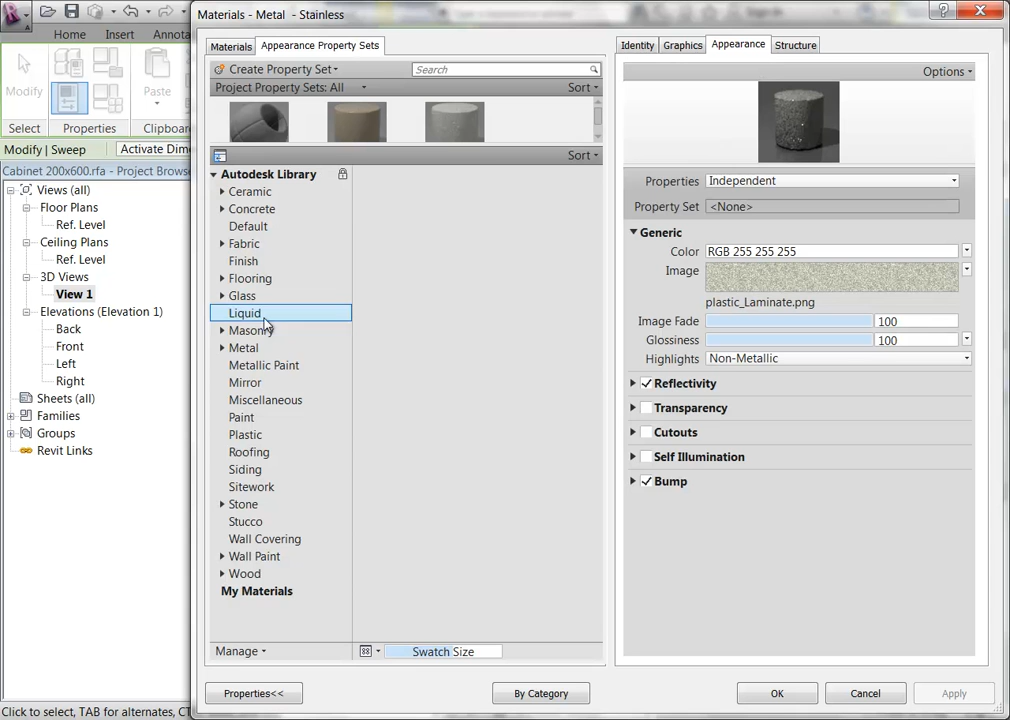 Materials - Metal - Stainless
Home
Insert
Annota
Modify
Paste
Select
Properties
Clipboard
Modify | Sweep
Activate Dime
Cabinet 200x600.rfa - Project Browse
Views (all)
Floor Plans
Ref. Level
Ceiling Plans
Ref. Level
3D Views
View 1
Elevations (Elevation 1)
Back
Front
Left
Right
Sheets (all)
Families
Groups
Revit Links
Click to select, TAB for alternates, CT
Materials
Appearance Property Sets
Create Property Set
Search
Project Property Sets: All
Sort
Sort
Autodesk Library
Ceramic
Concrete
Default
Fabric
Finish
Flooring
Glass
Liquid
Masonry
Metal
Metallic Paint
Mirror
Miscellaneous
Paint
Plastic
Roofing
Siding
Sitework
Stone
Stucco
Wall Covering
Wall Paint
Wood
My Materials
Manage
Swatch Size
Identity
Graphics
Appearance
Structure
Options
Properties
Independent
Property Set
<None>
Generic
Color
RGB 255 255 255
Image
plastic_Laminate.png
Image Fade
100
Glossiness
100
Highlights
Non-Metallic
Reflectivity
Transparency
Cutouts
Self Illumination
Bump
Properties<<
By Category
OK
Cancel
Apply